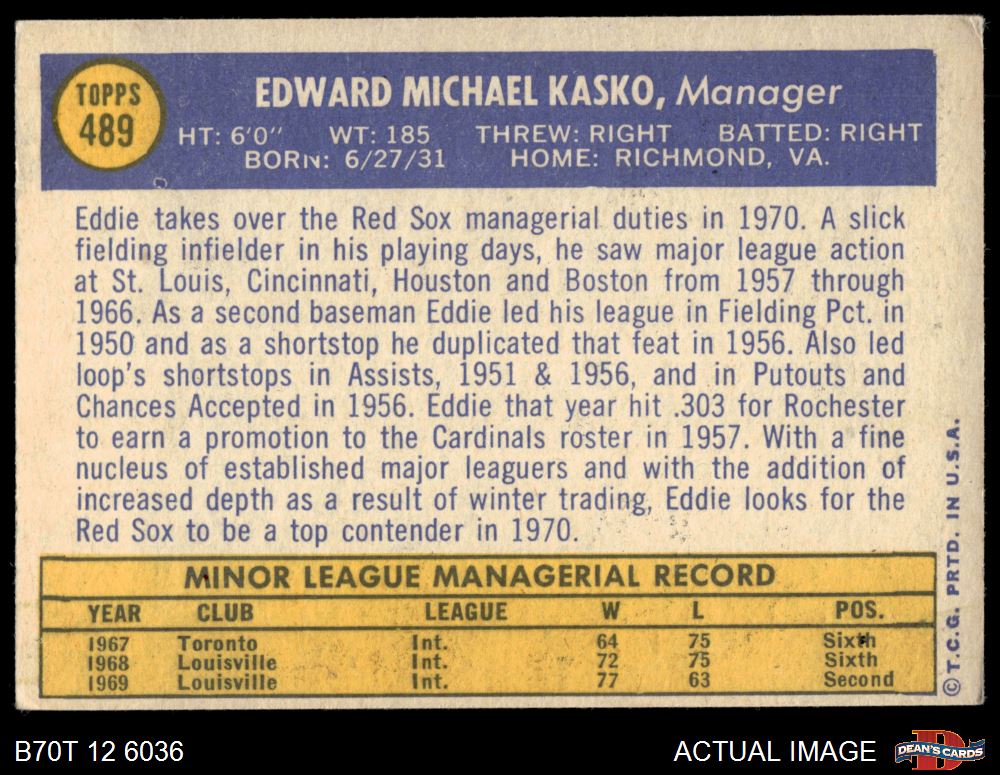 TOPPS
489
EDWARD MICHAEL KASKO, Manager
HT: 6'0" WT: 185 THREW: RIGHT BATTED: RIGHT
BORN: 6/27/31 HOME: RICHMOND, VA.
Eddie takes over the Red Sox managerial duties in 1970. A slick
fielding infielder in his playing days, he saw major league action
at St. Louis, Cincinnati, Houston and Boston from 1957 through
1966. As a second baseman Eddie led his league in Fielding Pct. in
1950 and as a shortstop he duplicated that feat in 1956. Also led
loop's shortstops in Assists, 1951 & 1956, and in Putouts and
Chances Accepted in 1956. Eddie that year hit .303 for Rochester
to earn a promotion to the Cardinals roster in 1957. With a fine
nucleus of established major leaguers and with the addition of
increased depth as a result of winter trading, Eddie looks for the
Red Sox to be a top contender in 1970.
MINOR LEAGUE MANAGERIAL RECORD
YEAR CLUB LEAGUE W L POS.
1967 Toronto Int. 64 75 Sixth
1968 Louisville Int. 72 75 Sixth
1969 Louisville Int. 77 63 Second
© T.C.G. PRTD. IN U.S.A.
B70T 12 6036
ACTUAL IMAGE
DEAN'S CARDS